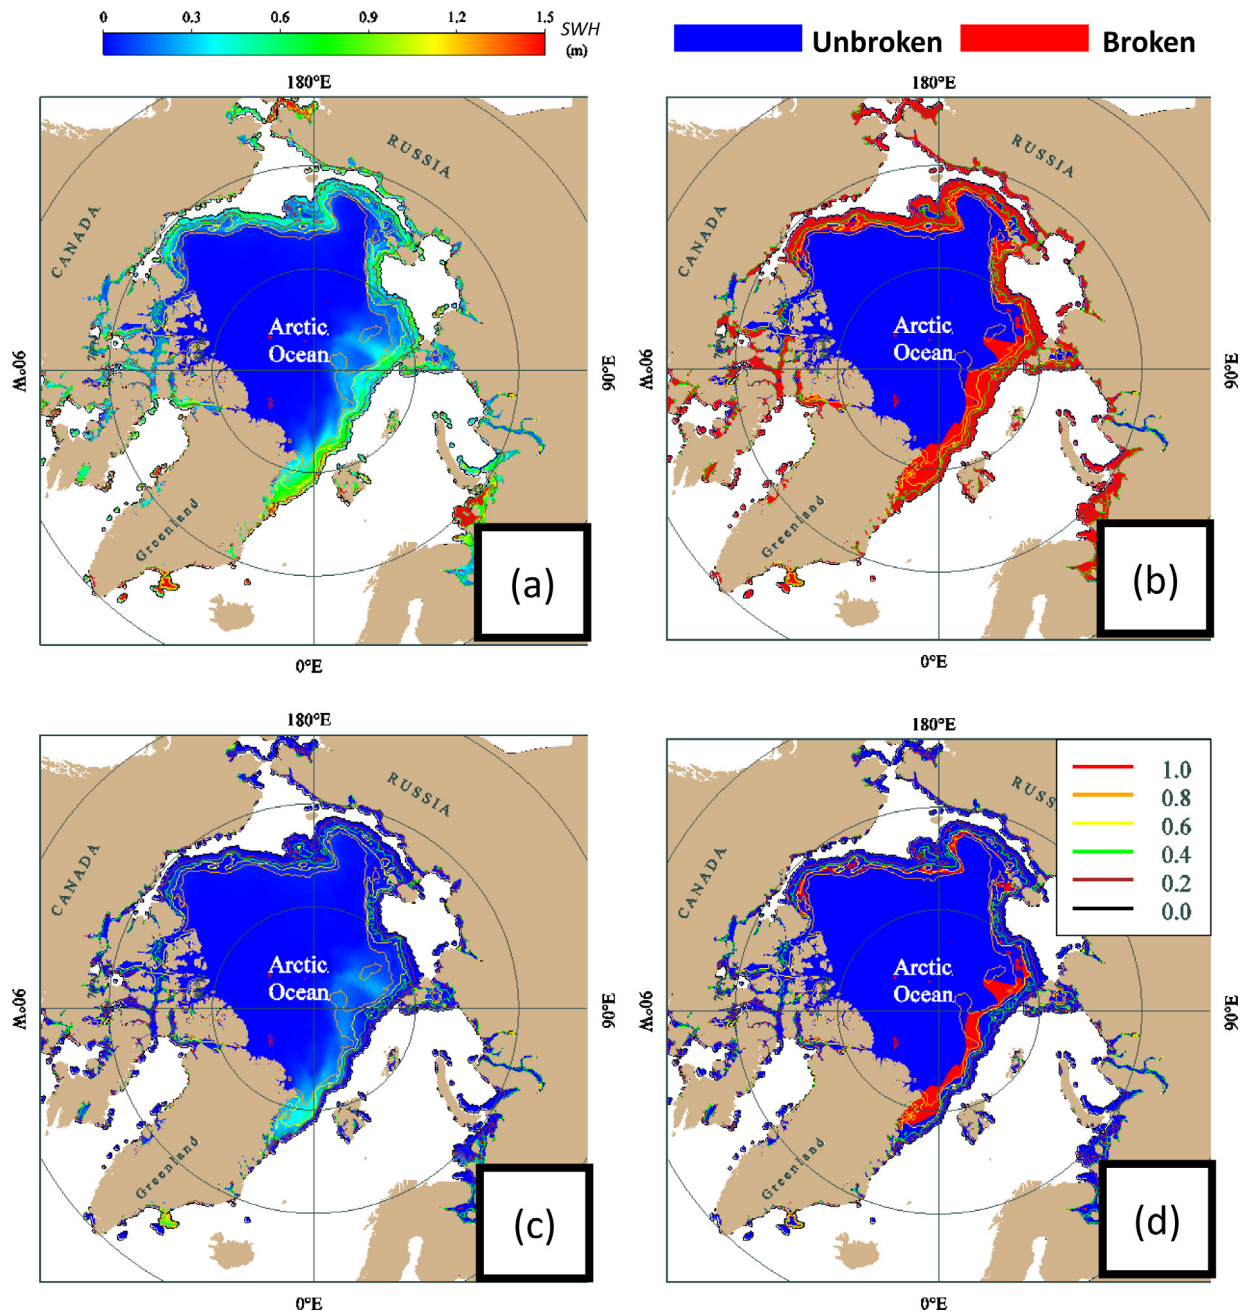 0 0.3 0.6 0.9 1.2 1.5 SWH
(m)
Unbroken Broken
180°E
RUSSIA
CANADA
Arctic
Ocean
90°W
90°E
Greenland
(a)
0°E
180°E
RUSSIA
CANADA
Arctic
Ocean
90°W
90°E
Greenland
(b)
0°E
180°E
RUSSIA
CANADA
Arctic
Ocean
90°W
90°E
Greenland
(c)
0°E
180°E
RUS
CANADA
1.0
0.8
0.6
0.4
0.2
0.0
Arctic
Ocean
90°W
90°E
Greenland
(d)
0°E